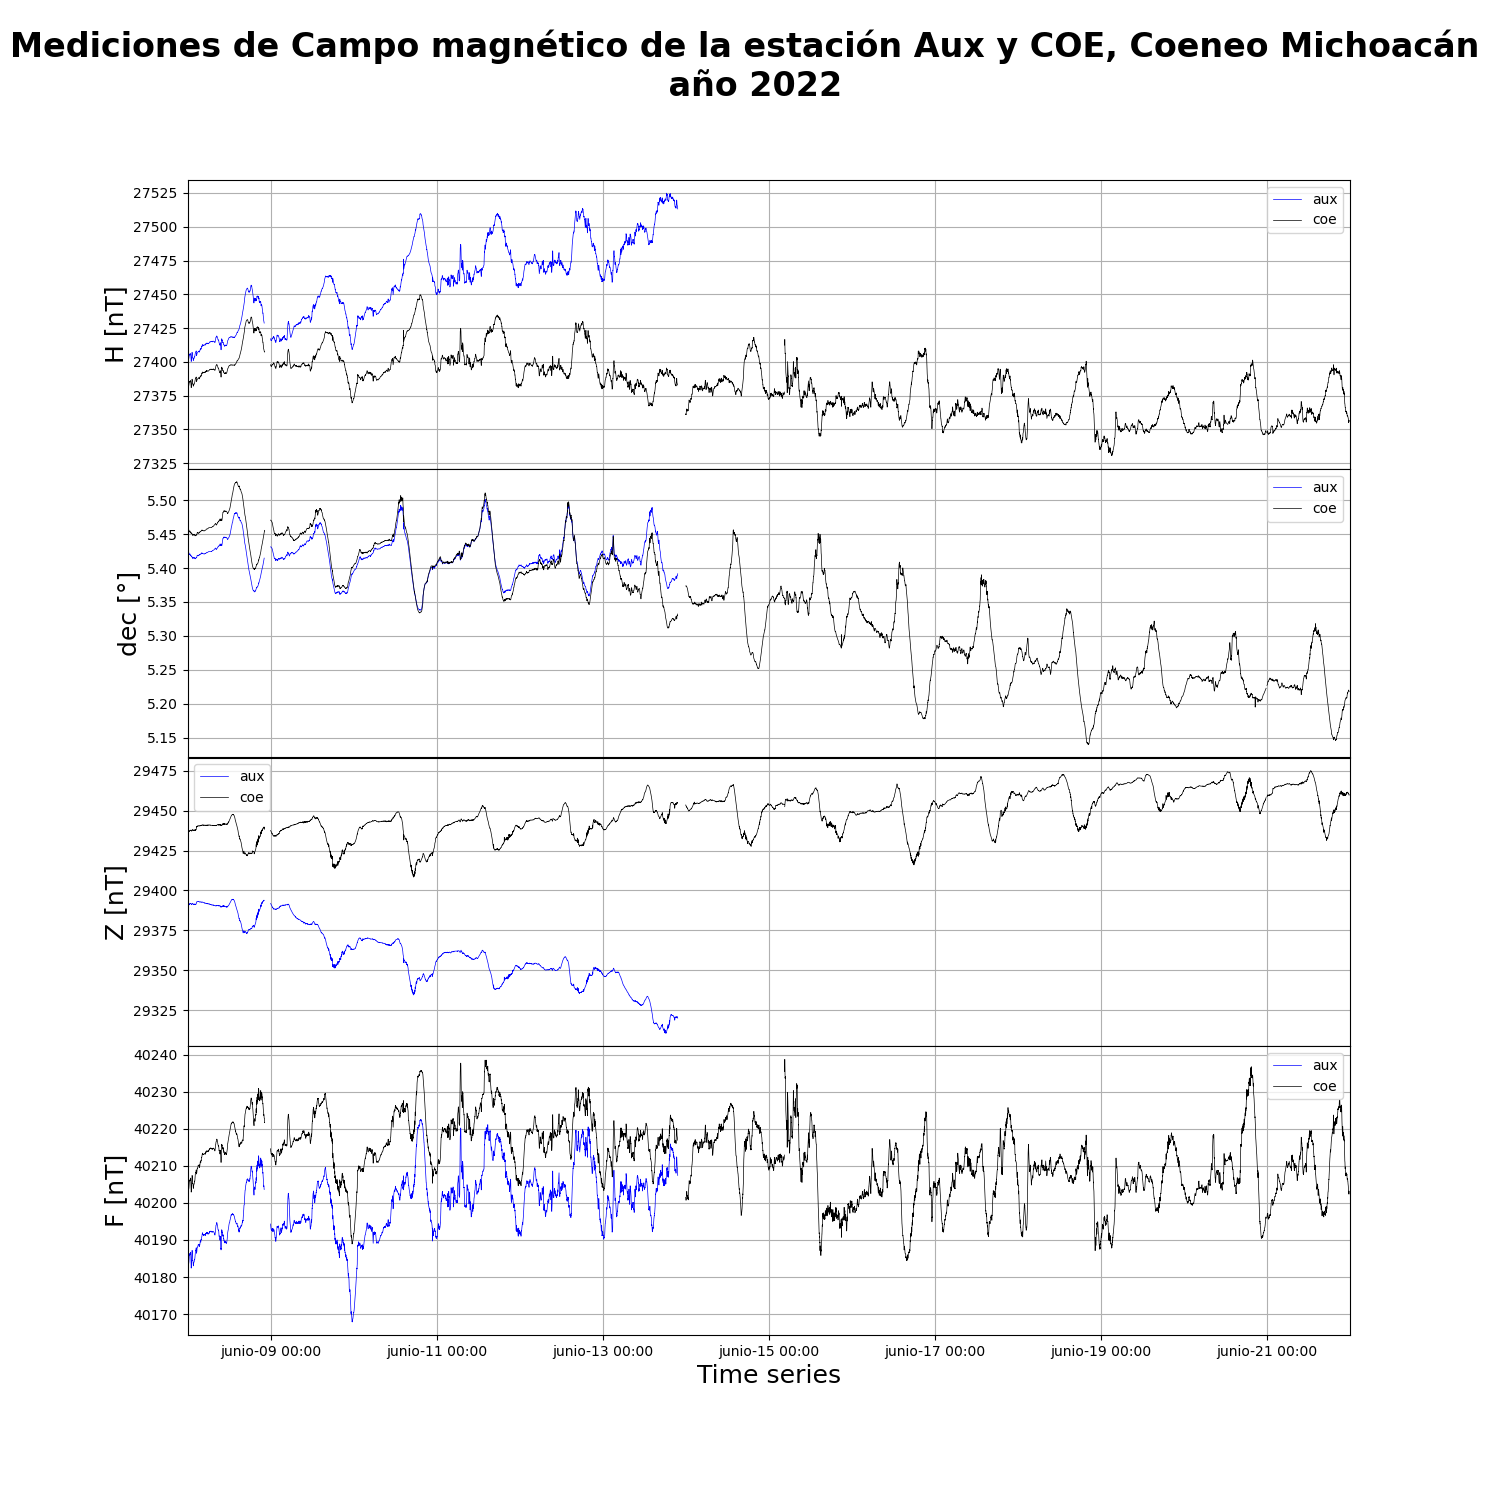 Mediciones de Campo magnético de la estación Aux y COE, Coeneo Michoacán
año 2022
27525
27500
27475
27450
27425
27400
27375
27350
27325
H [nT]
aux
coe
5.50
5.45
5.40
5.35
5.30
5.25
5.20
5.15
dec [°]
aux
coe
29475
29450
29425
29400
29375
29350
29325
Z [nT]
aux
coe
40240
40230
40220
40210
40200
40190
40180
40170
F [nT]
aux
coe
junio-09 00:00 junio-11 00:00 junio-13 00:00 junio-15 00:00 junio-17 00:00 junio-19 00:00 junio-21 00:00
Time series